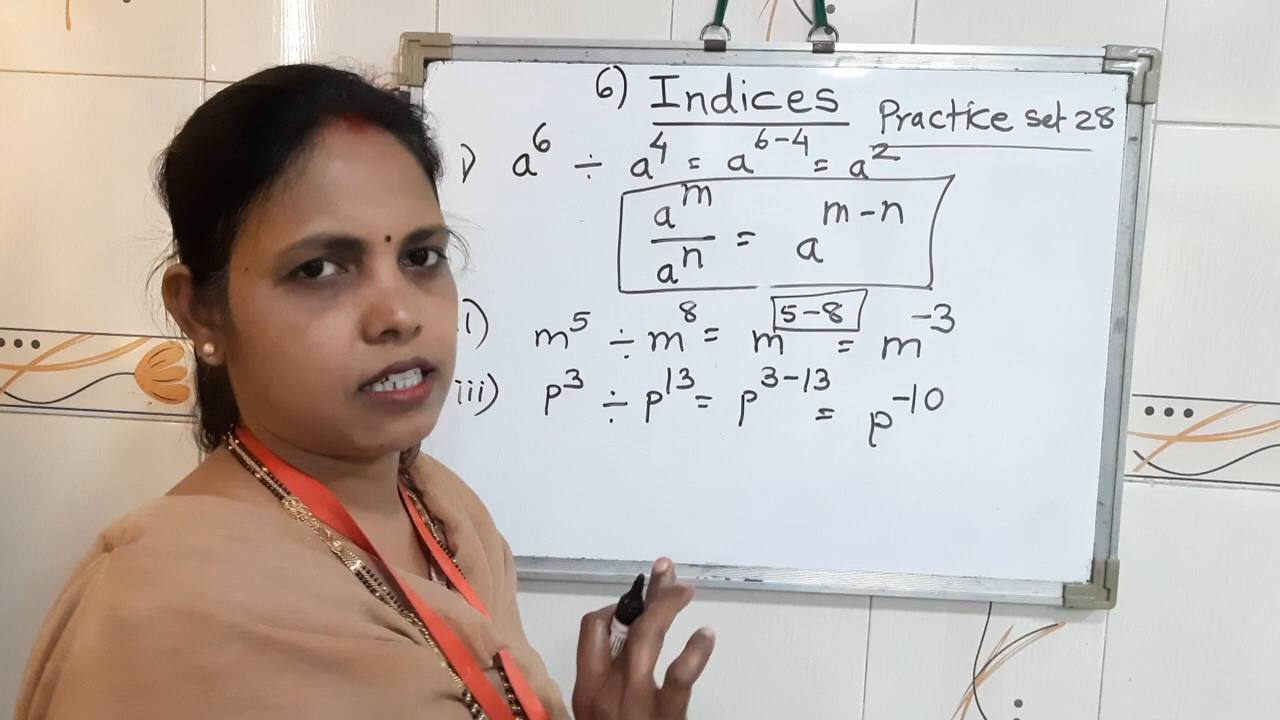 6) Indices Practice set 28
i) a⁶ ÷ a⁴ = a⁶⁻⁴ = a²
aᵐ/aⁿ = aᵐ⁻ⁿ
i) m⁵ ÷ m⁸ = m⁵⁻⁸ = m⁻³
iii) p³ ÷ p¹³ = p³⁻¹³ = p⁻¹⁰